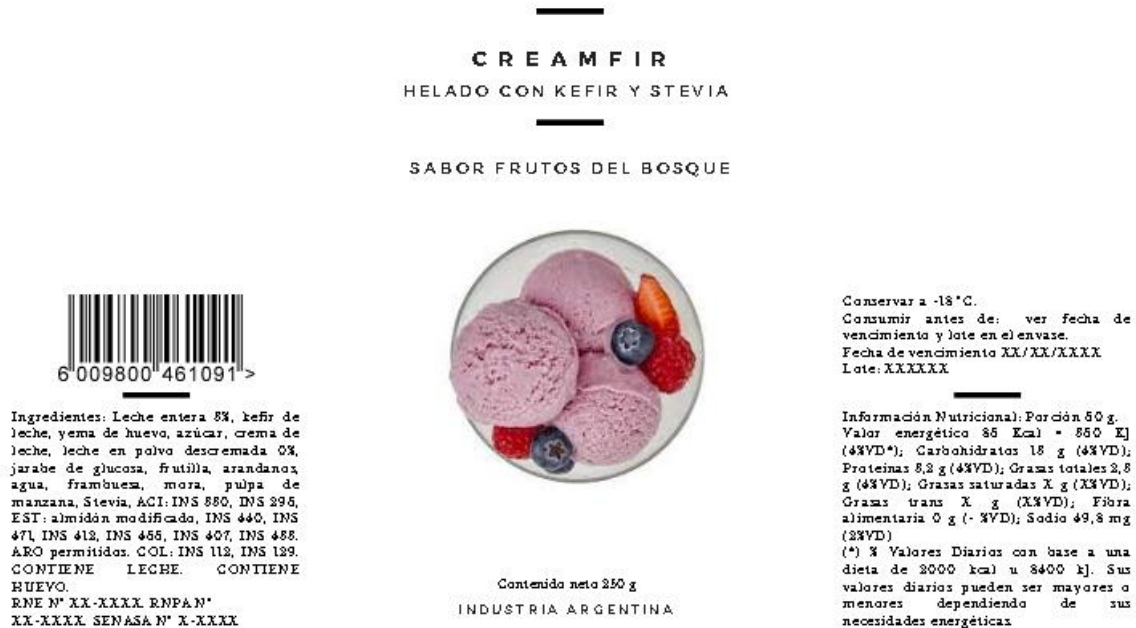 CREAMFIR
HELADO CON KEFIR Y STEVIA
SABOR FRUTOS DEL BOSQUE
6 009800 461091 >
Ingredientes: Leche entera 3%, kefir de
leche, yema de huevo, azúcar, crema de
leche, leche en polvo descremada 0%,
jarabe de glucosa, frutilla, arandanos,
agua, frambuesa, mora, pulpa de
manzana, Stevia, ACI: INS 330, INS 296,
EST: almidón modificado, INS 440, INS
471, INS 412, INS 466, INS 407, INS 433.
ARO permitidos. COL: INS 112, INS 129.
CONTIENE LECHE. CONTIENE
HUEVO.
RNE N° XX-XXXX. RNPA N°
XX-XXXX. SENASA N° X-XXXX
Contenido neto 250 g
INDUSTRIA ARGENTINA
Conservar a -18°C.
Consumir antes de: ver fecha de
vencimiento y lote en el envase.
Fecha de vencimiento XX/XX/XXXX
Lote: XXXXXX
Información Nutricional: Porción 60 g.
Valor energético 85 Kcal = 350 KJ
(4%VD*); Carbohidratos 13 g (4%VD);
Proteinas 3,2 g (4%VD); Grasas totales 2,3
g (4%VD); Grasas saturadas X g (X%VD);
Grasas trans X g (X%VD); Fibra
alimentaria 0 g (- %VD); Sodio 49,8 mg
(2%VD)
(*) % Valores Diarios con base a una
dieta de 2000 kcal u 8400 kJ. Sus
valores diarios pueden ser mayores o
menores dependiendo de sus
necesidades energéticas